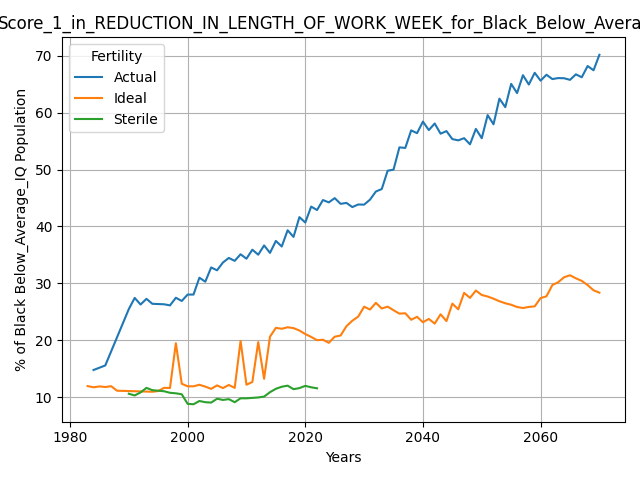 Score_1_in_REDUCTION_IN_LENGTH_OF_WORK_WEEK_for_Black_Below_Avera
Fertility
Actual
Ideal
Sterile
% of Black Below_Average_IQ Population
70
60
50
40
30
20
10
1980 2000 2020 2040 2060
Years